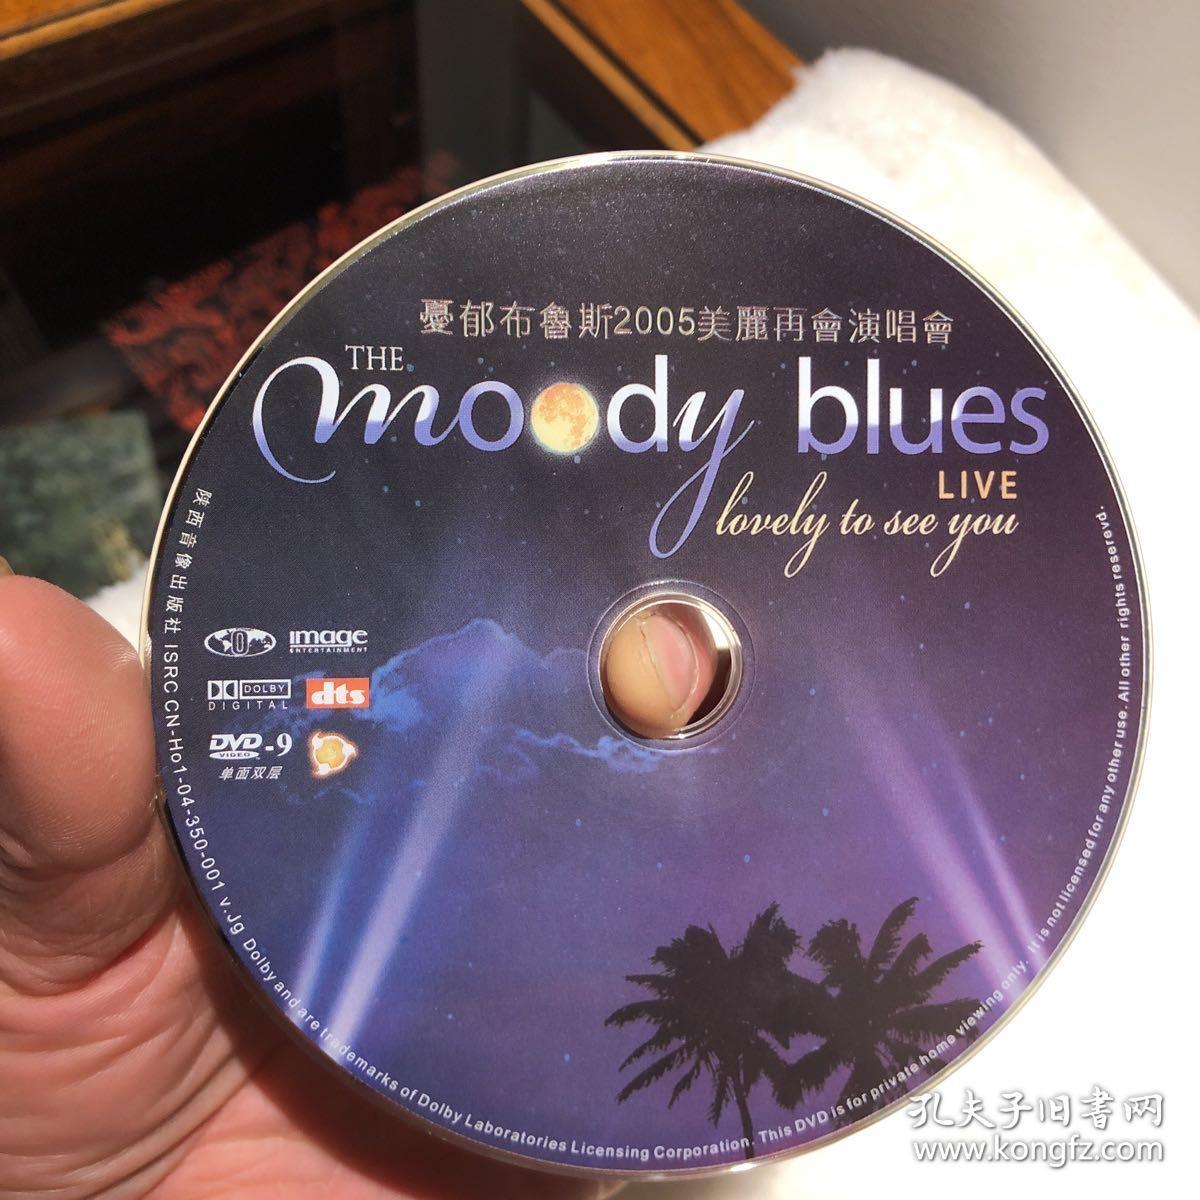 憂郁布魯斯2005美麗再會演唱會
THE
moody blues
LIVE
lovely to see you
0
image
ENTERTAINMENT
DOLBY
DIGITAL
dts
DVD-9
VIDEO
单面双层
陕西音像出版社 ISRC CN-Ho1-04-350-001 v.Jg Dolby and are trademarks of Dolby Laboratories Licensing Corporation. This DVD is for private home viewing only. It is not licensed for any other use. All other rights reserevd.
孔夫子旧書网
www.kongfz.com